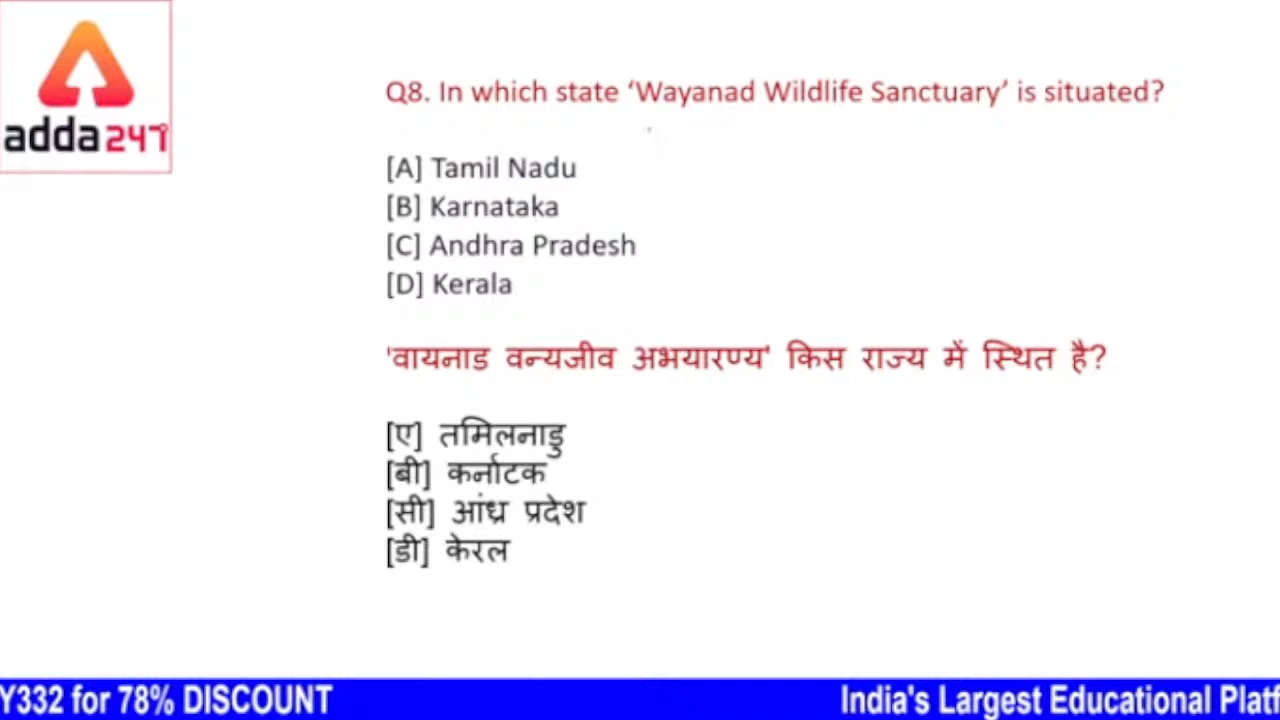 adda247
Q8. In which state ‘Wayanad Wildlife Sanctuary’ is situated?
[A] Tamil Nadu
[B] Karnataka
[C] Andhra Pradesh
[D] Kerala
'वायनाड वन्यजीव अभयारण्य' किस राज्य में स्थित है?
[ए] तमिलनाडु
[बी] कर्नाटक
[सी] आंध्र प्रदेश
[डी] केरल
Y332 for 78% DISCOUNT
India's Largest Educational Platf